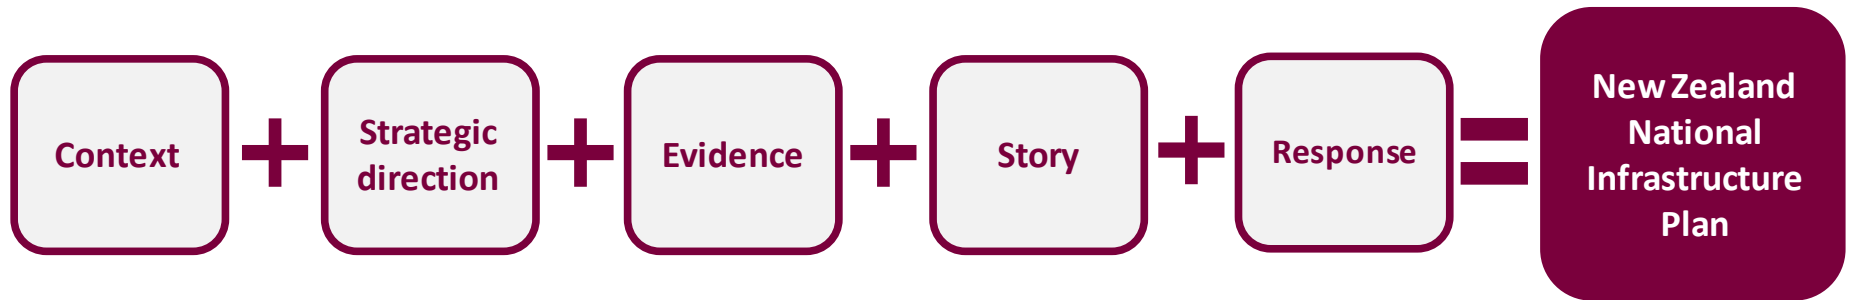 Context
+
Strategic
direction
+
Evidence
+
Story
+
Response
=
New Zealand
National
Infrastructure
Plan